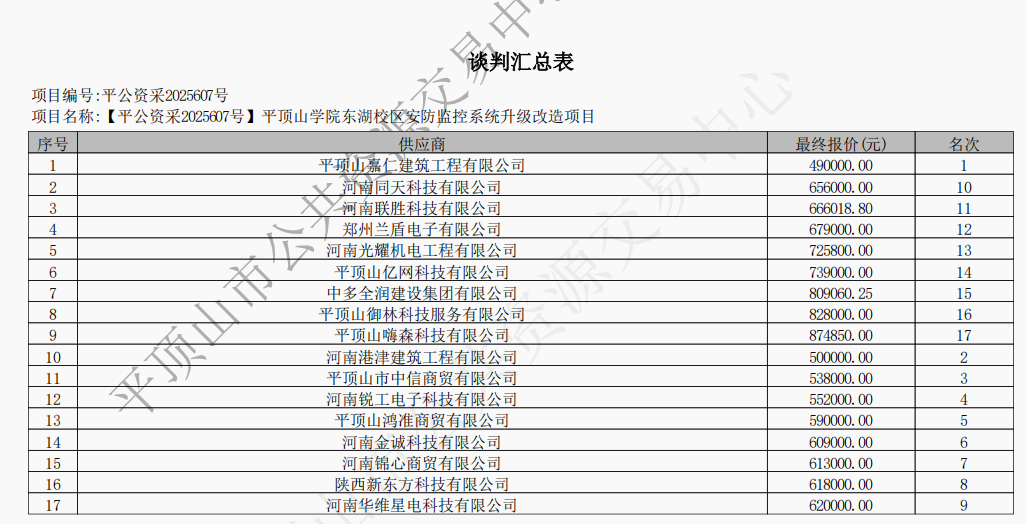 谈判汇总表
项目编号:平公资采2025607号
项目名称:【平公资采2025607号】平顶山学院东湖校区安防监控系统升级改造项目
序号 供应商 最终报价(元) 名次
1 平顶山嘉仁建筑工程有限公司 490000.00 1
2 河南同天科技有限公司 656000.00 10
3 河南联胜科技有限公司 666018.80 11
4 郑州兰盾电子有限公司 679000.00 12
5 河南光耀机电工程有限公司 725800.00 13
6 平顶山亿网科技有限公司 739000.00 14
7 中多全润建设集团有限公司 809060.25 15
8 平顶山御林科技服务有限公司 828000.00 16
9 平顶山嗨森科技有限公司 874850.00 17
10 河南港津建筑工程有限公司 500000.00 2
11 平顶山市中信商贸有限公司 538000.00 3
12 河南锐工电子科技有限公司 552000.00 4
13 平顶山鸿准商贸有限公司 590000.00 5
14 河南金诚科技有限公司 609000.00 6
15 河南锦心商贸有限公司 613000.00 7
16 陕西新东方科技有限公司 618000.00 8
17 河南华维星电科技有限公司 620000.00 9
平顶山市公共资源交易中
资源交易中心